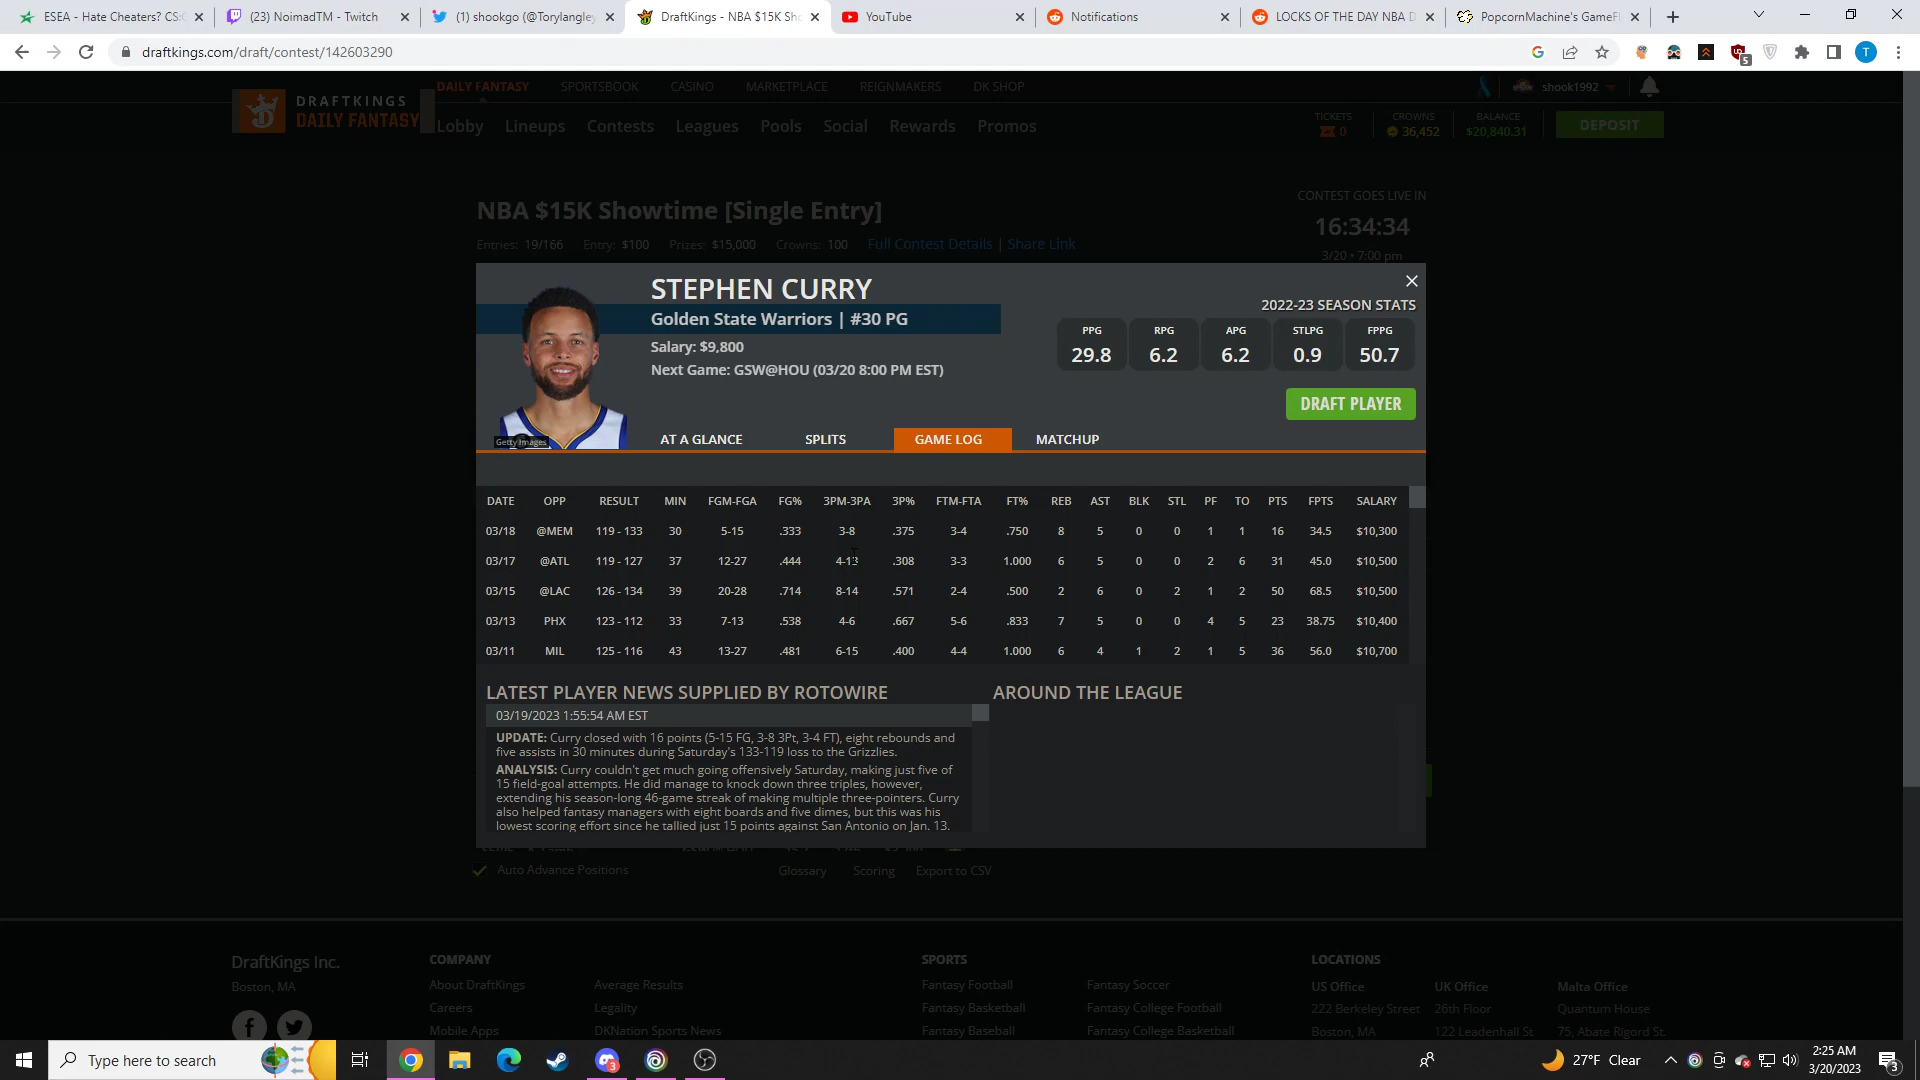 ESEA - Hate Cheaters? CS:G
(23) NoimadTM - Twitch
(1) shookgo (@Torylangley
DraftKings - NBA $15K Sho
YouTube
Notifications
LOCKS OF THE DAY NBA D
PopcornMachine's GameFl
draftkings.com/draft/contest/142603290
5
T
DRAFTKINGS
DAILY FANTASY
DAILY FANTASY SPORTSBOOK CASINO MARKETPLACE REIGNMAKERS DK SHOP
shook1992
Lobby Lineups Contests Leagues Pools Social Rewards Promos
TICKETS
0
CROWNS
36,452
BALANCE
$20,840.31
DEPOSIT
NBA $15K Showtime [Single Entry]
Entries: 19/166 Entry: $100 Prizes: $15,000 Crowns: 100 Full Contest Details | Share Link
CONTEST GOES LIVE IN
16:34:34
3/20 • 7:00 pm
STEPHEN CURRY
Golden State Warriors | #30 PG
Salary: $9,800
Next Game: GSW@HOU (03/20 8:00 PM EST)
Getty Images
2022-23 SEASON STATS
PPG RPG APG STLPG FPPG
29.8 6.2 6.2 0.9 50.7
DRAFT PLAYER
AT A GLANCE SPLITS GAME LOG MATCHUP
DATE OPP RESULT MIN FGM-FGA FG% 3PM-3PA 3P% FTM-FTA FT% REB AST BLK STL PF TO PTS FPTS SALARY
03/18 @MEM 119 - 133 30 5-15 .333 3-8 .375 3-4 .750 8 5 0 0 1 1 16 34.5 $10,300
03/17 @ATL 119 - 127 37 12-27 .444 4-13 .308 3-3 1.000 6 5 0 0 2 6 31 45.0 $10,500
03/15 @LAC 126 - 134 39 20-28 .714 8-14 .571 2-4 .500 2 6 0 2 1 2 50 68.5 $10,500
03/13 PHX 123 - 112 33 7-13 .538 4-6 .667 5-6 .833 7 5 0 0 4 5 23 38.75 $10,400
03/11 MIL 125 - 116 43 13-27 .481 6-15 .400 4-4 1.000 6 4 1 2 1 5 36 56.0 $10,700
LATEST PLAYER NEWS SUPPLIED BY ROTOWIRE
AROUND THE LEAGUE
03/19/2023 1:55:54 AM EST
UPDATE: Curry closed with 16 points (5-15 FG, 3-8 3Pt, 3-4 FT), eight rebounds and
five assists in 30 minutes during Saturday's 133-119 loss to the Grizzlies.
ANALYSIS: Curry couldn't get much going offensively Saturday, making just five of
15 field-goal attempts. He did manage to knock down three triples, however,
extending his season-long 46-game streak of making multiple three-pointers. Curry
also helped fantasy managers with eight boards and five dimes, but this was his
lowest scoring effort since he tallied just 15 points against San Antonio on Jan. 13.
Auto Advance Positions
Glossary Scoring Export to CSV
DraftKings Inc.
Boston, MA
COMPANY
About DraftKings Average Results
Careers Legality
Mobile Apps DKNation Sports News
SPORTS
Fantasy Football Fantasy Soccer
Fantasy Basketball Fantasy College Football
Fantasy Baseball Fantasy College Basketball
LOCATIONS
US Office UK Office Malta Office
222 Berkeley Street 26th Floor Quantum House
Boston, MA 122 Leadenhall St. 75, Abate Rigord St.
Type here to search
3
27°F Clear
2:25 AM
3/20/2023
3